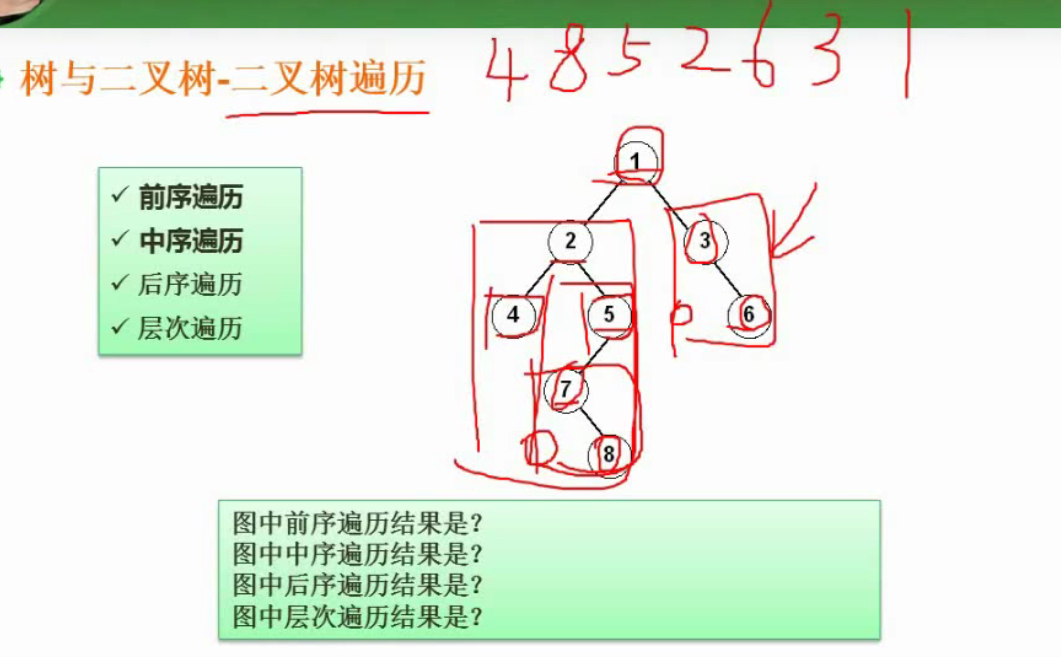 4 8 5 2 6 3 1
树与二叉树-二叉树遍历
✓ 前序遍历
✓ 中序遍历
✓ 后序遍历
✓ 层次遍历
1
2
3
4
5
6
7
8
图中前序遍历结果是?
图中中序遍历结果是?
图中后序遍历结果是?
图中层次遍历结果是?